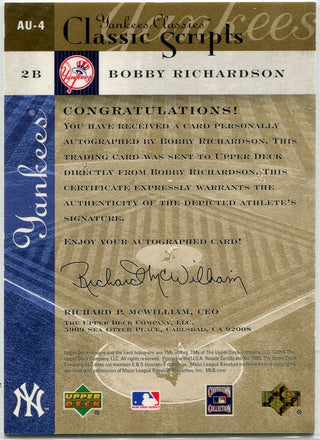 Yankees
AU-4
Yankees Classics
Classic Scripts
2B
BOBBY RICHARDSON
Yankees
CONGRATULATIONS!
YOU HAVE RECEIVED A CARD PERSONALLY
AUTOGRAPHED BY BOBBY RICHARDSON. THIS
TRADING CARD WAS SENT TO UPPER DECK
DIRECTLY FROM BOBBY RICHARDSON. THIS
CERTIFICATE EXPRESSLY WARRANTS THE
AUTHENTICITY OF THE DEPICTED ATHLETE'S
SIGNATURE.
ENJOY YOUR AUTOGRAPHED CARD!
Richard P. McWilliam
RICHARD P. MCWILLIAM, CEO
THE UPPER DECK COMPANY, LLC.
5909 SEA OTTER PLACE, CARLSBAD, CA 92008
NY
UPPER DECK
MLB.com